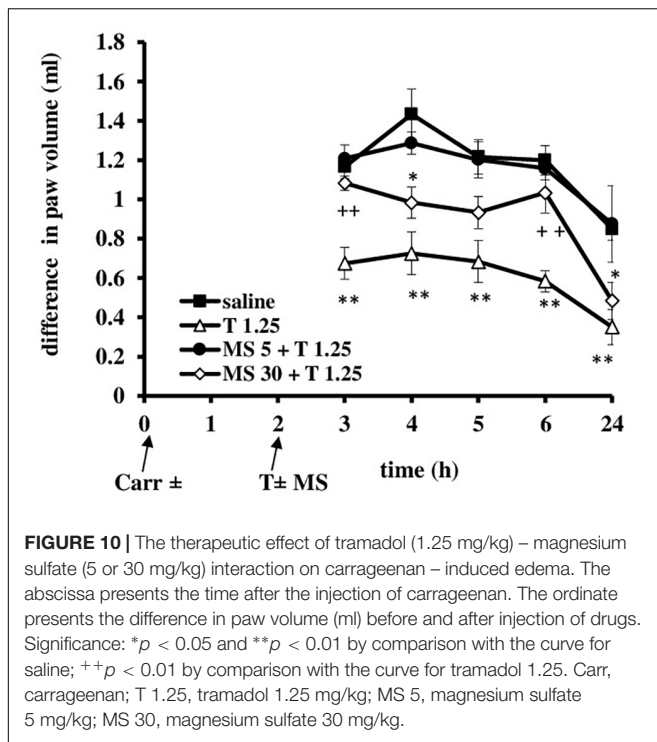 difference in paw volume (ml)
1.8
1.6
1.4
1.2
1
0.8
0.6
0.4
0.2
0
*
++
++
*
** ** ** ** **
saline
T 1.25
MS 5 + T 1.25
MS 30 + T 1.25
0 1 2 3 4 5 6 24
time (h)
Carr ± T± MS
FIGURE 10 | The therapeutic effect of tramadol (1.25 mg/kg) – magnesium
sulfate (5 or 30 mg/kg) interaction on carrageenan – induced edema. The
abscissa presents the time after the injection of carrageenan. The ordinate
presents the difference in paw volume (ml) before and after injection of drugs.
Significance: *p < 0.05 and **p < 0.01 by comparison with the curve for
saline; ++p < 0.01 by comparison with the curve for tramadol 1.25. Carr,
carrageenan; T 1.25, tramadol 1.25 mg/kg; MS 5, magnesium sulfate
5 mg/kg; MS 30, magnesium sulfate 30 mg/kg.